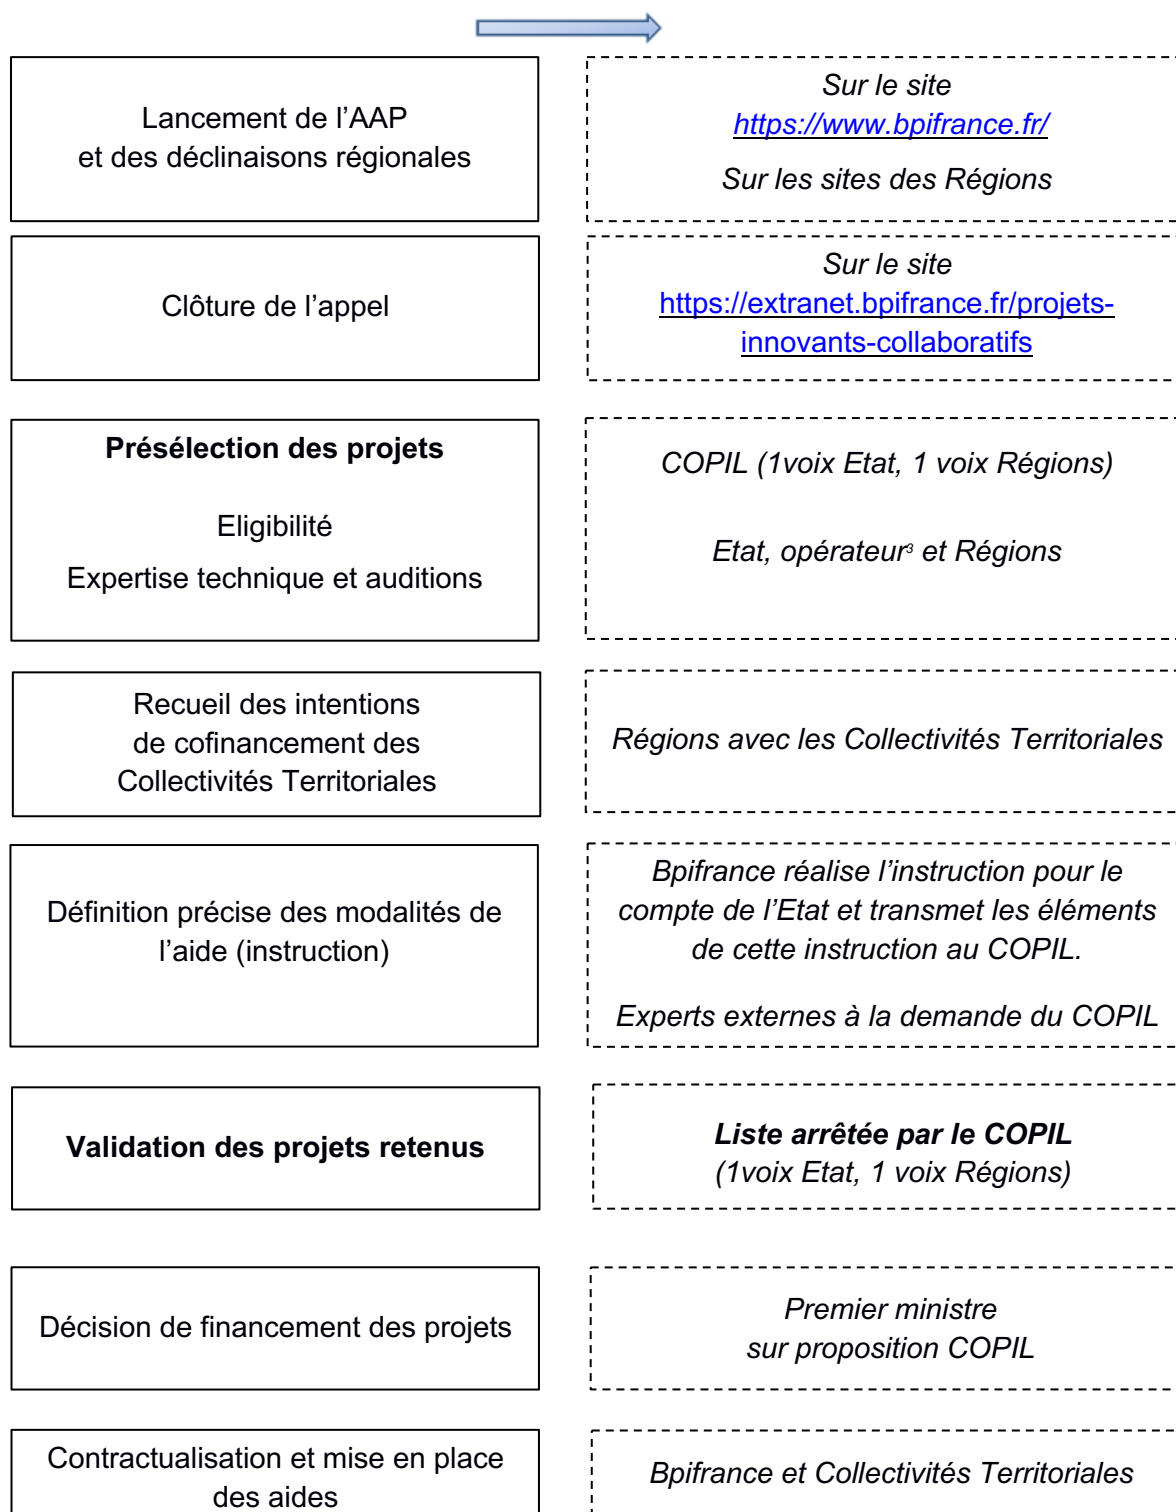 Lancement de l’AAP
et des déclinaisons régionales
Sur le site
https://www.bpifrance.fr/
Sur les sites des Régions
Clôture de l’appel
Sur le site
https://extranet.bpifrance.fr/projets-
innovants-collaboratifs
Présélection des projets
Eligibilité
Expertise technique et auditions
COPIL (1voix Etat, 1 voix Régions)
Etat, opérateur³ et Régions
Recueil des intentions
de cofinancement des
Collectivités Territoriales
Régions avec les Collectivités Territoriales
Définition précise des modalités de
l’aide (instruction)
Bpifrance réalise l’instruction pour le
compte de l’Etat et transmet les éléments
de cette instruction au COPIL.
Experts externes à la demande du COPIL
Validation des projets retenus
Liste arrêtée par le COPIL
(1voix Etat, 1 voix Régions)
Décision de financement des projets
Premier ministre
sur proposition COPIL
Contractualisation et mise en place
des aides
Bpifrance et Collectivités Territoriales